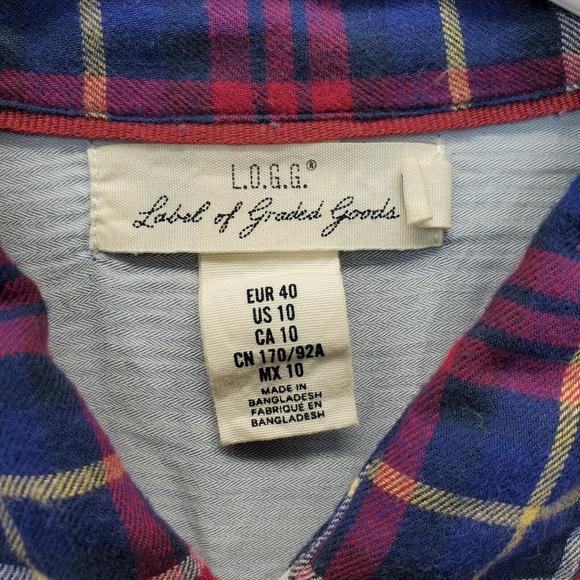 L.O.G.G.®
Label of Graded Goods
EUR 40
US 10
CA 10
CN 170/92A
MX 10
MADE IN
BANGLADESH
FABRIQUÉ EN
BANGLADESH